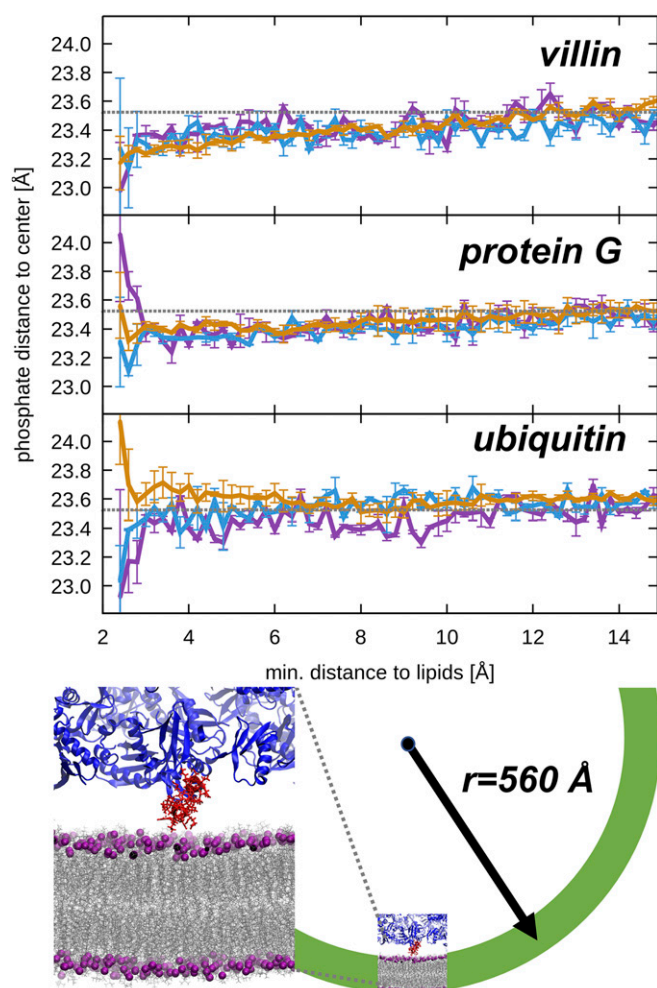 24.0
villin
23.8
23.6
23.4
23.2
23.0
24.0
protein G
23.8
23.6
23.4
23.2
23.0
24.0
ubiquitin
23.8
23.6
23.4
23.2
23.0
phosphate distance to center [Å]
2 4 6 8 10 12 14
min. distance to lipids [Å]
r=560 Å